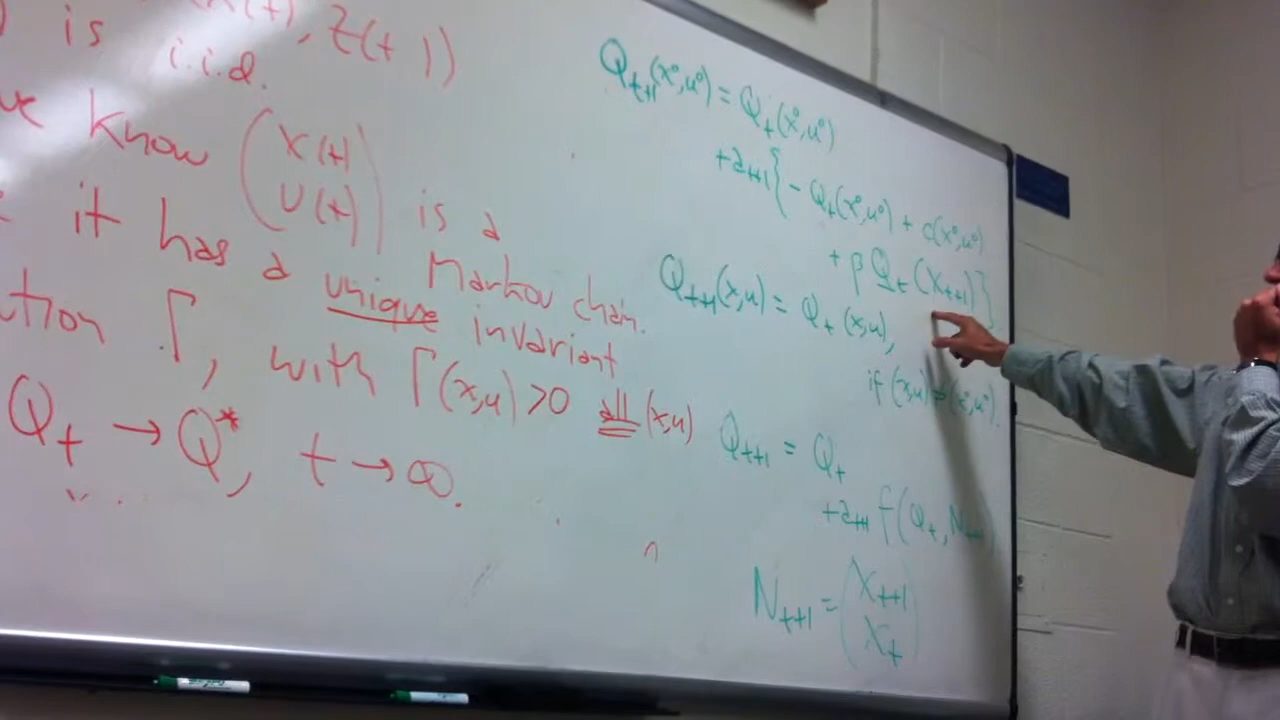 is (X(t), Z(t+1)
i.i.d.
know (X(t)
U(t)) is a
Markov chain.
it has a unique invariant
Γ, with Γ(x,u) >0 all (x,u)
Q_t → Q*, t → ∞.
Q_{t+1}(x°,u°) = Q_t(x°,u°)
+a_{t+1}{ - Q_t(x°,u°) + c(x°,u°)
+ β Q_t(X_{t+1})}
Q_{t+1}(x,u) = Q_t(x,u),
if (x,u) ≠ (x°,u°).
Q_{t+1} = Q_t
+a_{t+1} f(Q_t, N
N_{t+1} = (X_{t+1}
X_t)